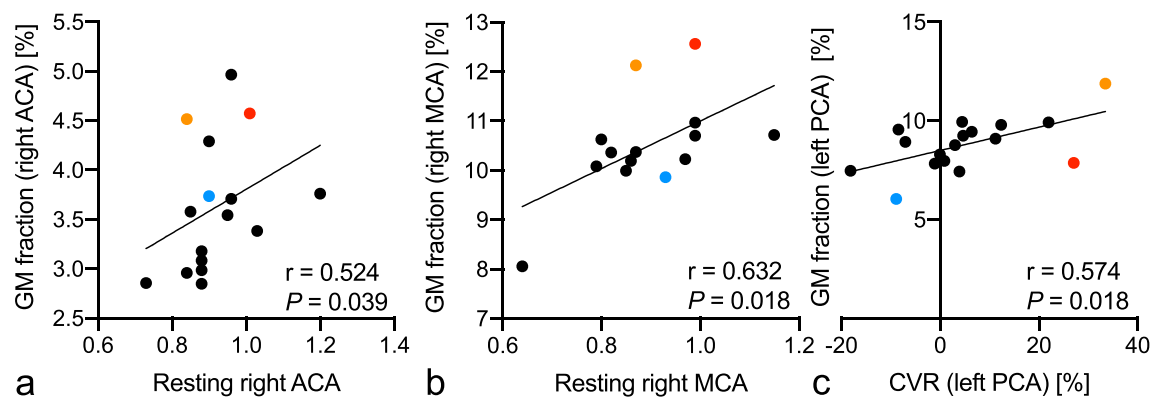 GM fraction (right ACA) [%]
5.5
5.0
4.5
4.0
3.5
3.0
2.5
r = 0.524
P = 0.039
0.6 0.8 1.0 1.2 1.4
a Resting right ACA
GM fraction (right MCA) [%]
13
12
11
10
9
8
7
r = 0.632
P = 0.018
0.6 0.8 1.0 1.2
b Resting right MCA
GM fraction (left PCA) [%]
15
10
5
r = 0.574
P = 0.018
-20 0 20 40
c CVR (left PCA) [%]